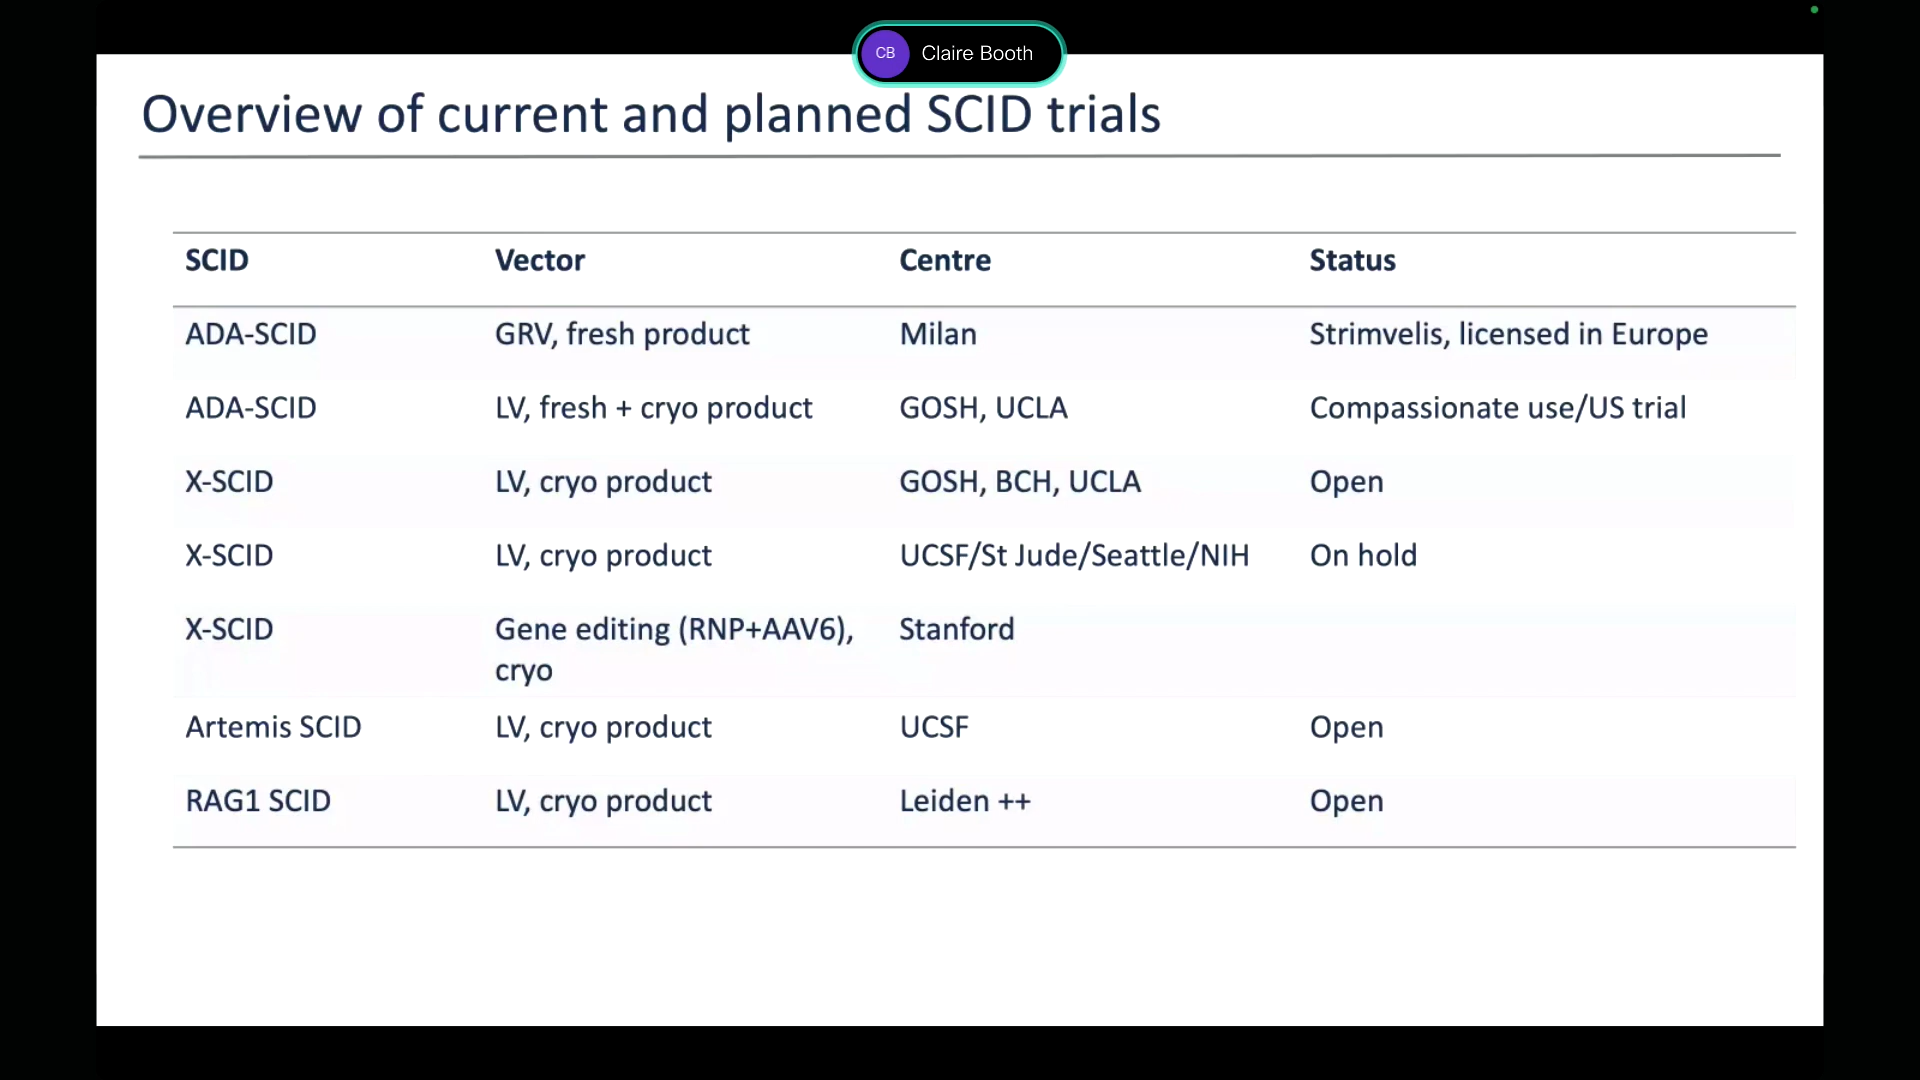 CB Claire Booth
Overview of current and planned SCID trials
SCID Vector Centre Status
ADA-SCID GRV, fresh product Milan Strimvelis, licensed in Europe
ADA-SCID LV, fresh + cryo product GOSH, UCLA Compassionate use/US trial
X-SCID LV, cryo product GOSH, BCH, UCLA Open
X-SCID LV, cryo product UCSF/St Jude/Seattle/NIH On hold
X-SCID Gene editing (RNP+AAV6), Stanford
cryo
Artemis SCID LV, cryo product UCSF Open
RAG1 SCID LV, cryo product Leiden ++ Open